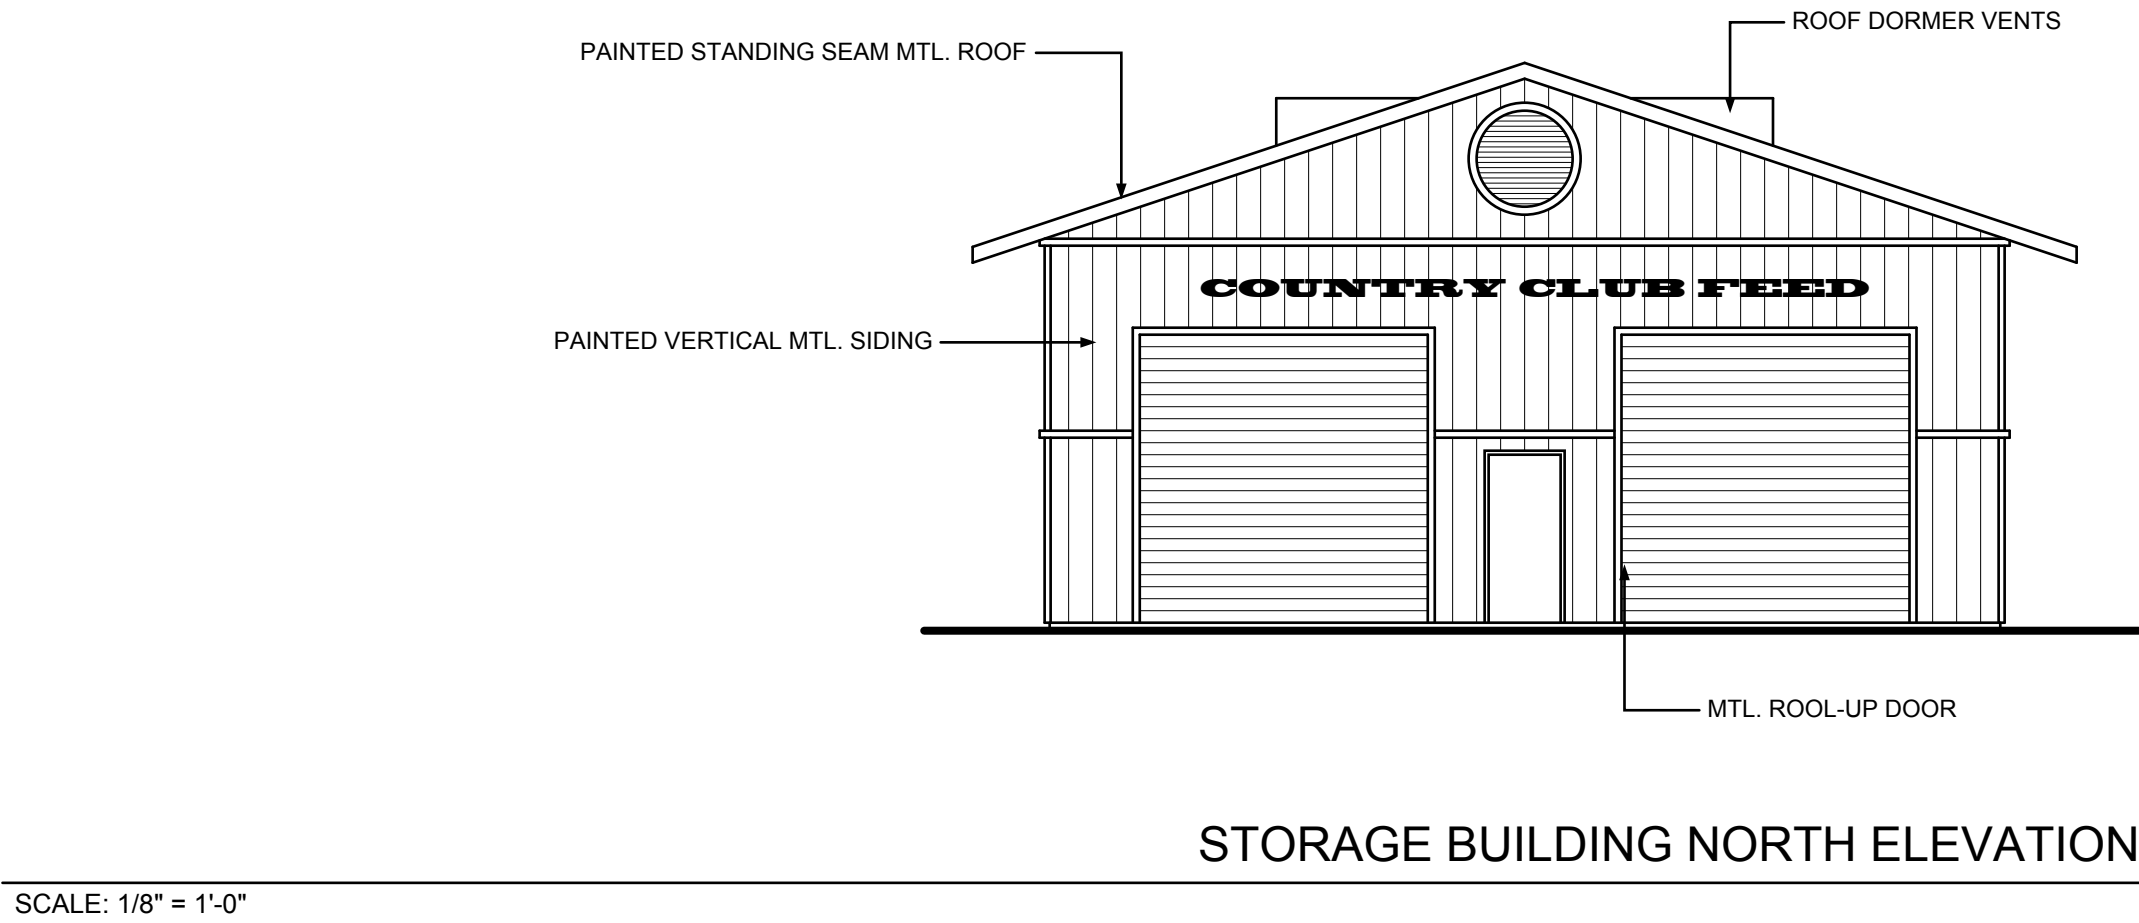 ROOF DORMER VENTS
PAINTED STANDING SEAM MTL. ROOF
COUNTRY CLUB FEED
PAINTED VERTICAL MTL. SIDING
MTL. ROOL-UP DOOR
STORAGE BUILDING NORTH ELEVATION
SCALE: 1/8" = 1'-0"